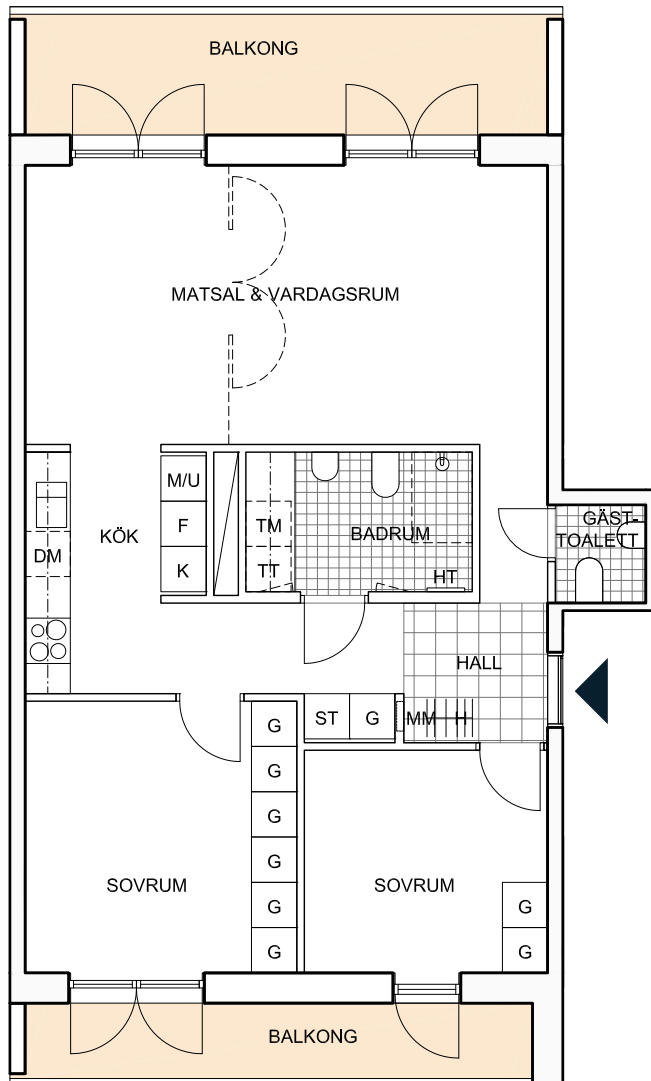 BALKONG
MATSAL & VARDAGSRUM
M/U
F
K
KÖK
DM
TM
TT
BADRUM
HT
GÄST-
TOALETT
HALL
ST
G
MM
H
G
G
G
G
G
G
SOVRUM
SOVRUM
G
G
BALKONG